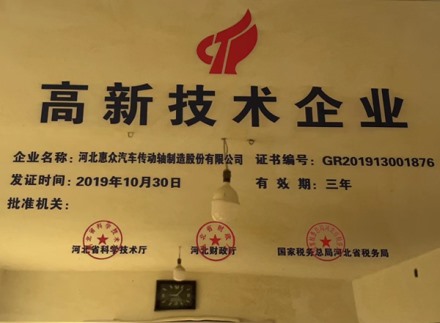 高新技术企业
企业名称：河北惠众汽车传动轴制造股份有限公司 证书编号：GR201913001876
发证时间：2019年10月30日 有效期：三年
批准机关：
河北省科学技术厅 河北财政厅 国家税务总局河北省税务局